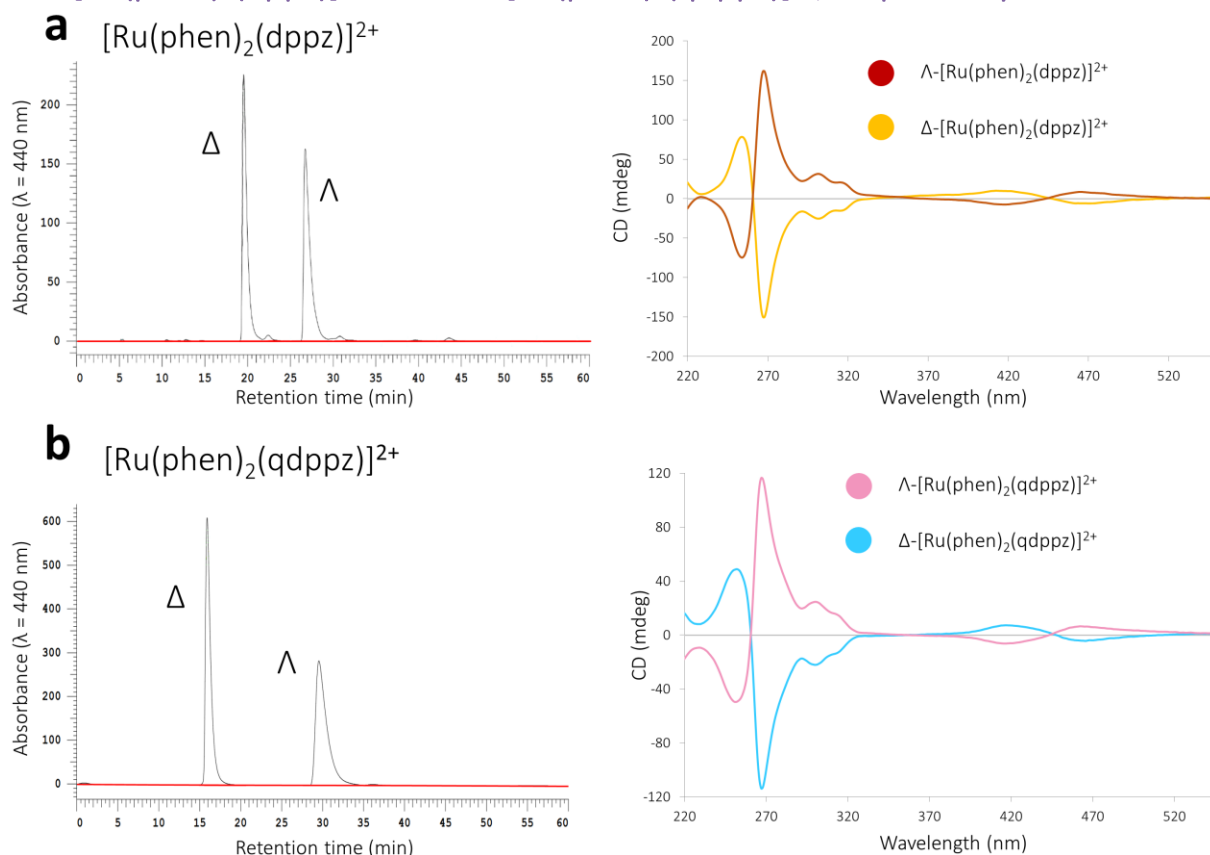 a
[Ru(phen)₂(dppz)]²⁺
Absorbance (λ = 440 nm)
200
150
100
50
0
Δ
Λ
0 5 10 15 20 25 30 35 40 45 50 55 60
Retention time (min)
CD (mdeg)
200
150
100
50
0
-50
-100
-150
-200
Λ-[Ru(phen)₂(dppz)]²⁺
Δ-[Ru(phen)₂(dppz)]²⁺
220 270 320 370 420 470 520
Wavelength (nm)
b
[Ru(phen)₂(qdppz)]²⁺
Absorbance (λ = 440 nm)
600
500
400
300
200
100
0
Δ
Λ
0 5 10 15 20 25 30 35 40 45 50 55 60
Retention time (min)
CD (mdeg)
120
80
40
0
-40
-80
-120
Λ-[Ru(phen)₂(qdppz)]²⁺
Δ-[Ru(phen)₂(qdppz)]²⁺
220 270 320 370 420 470 520
Wavelength (nm)